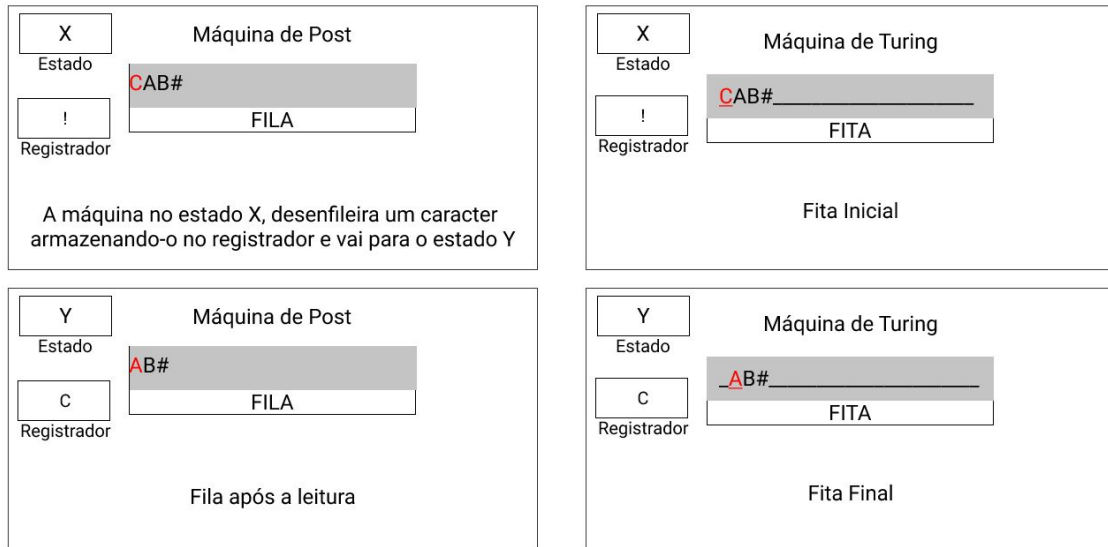 X
Estado
!
Registrador
Máquina de Post
CAB#
FILA
A máquina no estado X, desenfileira um caracter
armazenando-o no registrador e vai para o estado Y
X
Estado
!
Registrador
Máquina de Turing
CAB#_____________________
FITA
Fita Inicial
Y
Estado
C
Registrador
Máquina de Post
AB#
FILA
Fila após a leitura
Y
Estado
C
Registrador
Máquina de Turing
_AB#______________________
FITA
Fita Final